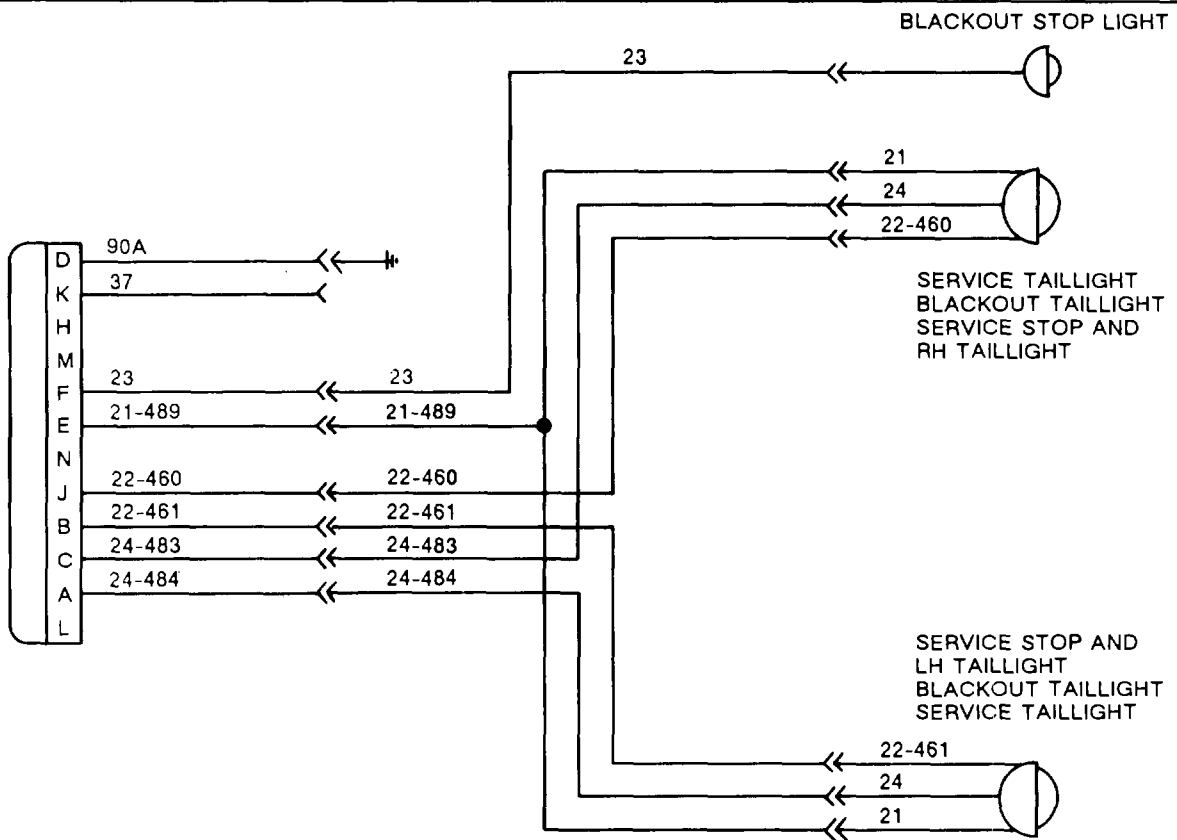 BLACKOUT STOP LIGHT
23
21
24
22-460
SERVICE TAILLIGHT
BLACKOUT TAILLIGHT
SERVICE STOP AND
RH TAILLIGHT
D 90A
K 37
H
M
F 23 23
E 21-489 21-489
N
J 22-460 22-460
B 22-461 22-461
C 24-483 24-483
A 24-484 24-484
L
SERVICE STOP AND
LH TAILLIGHT
BLACKOUT TAILLIGHT
SERVICE TAILLIGHT
22-461
24
21